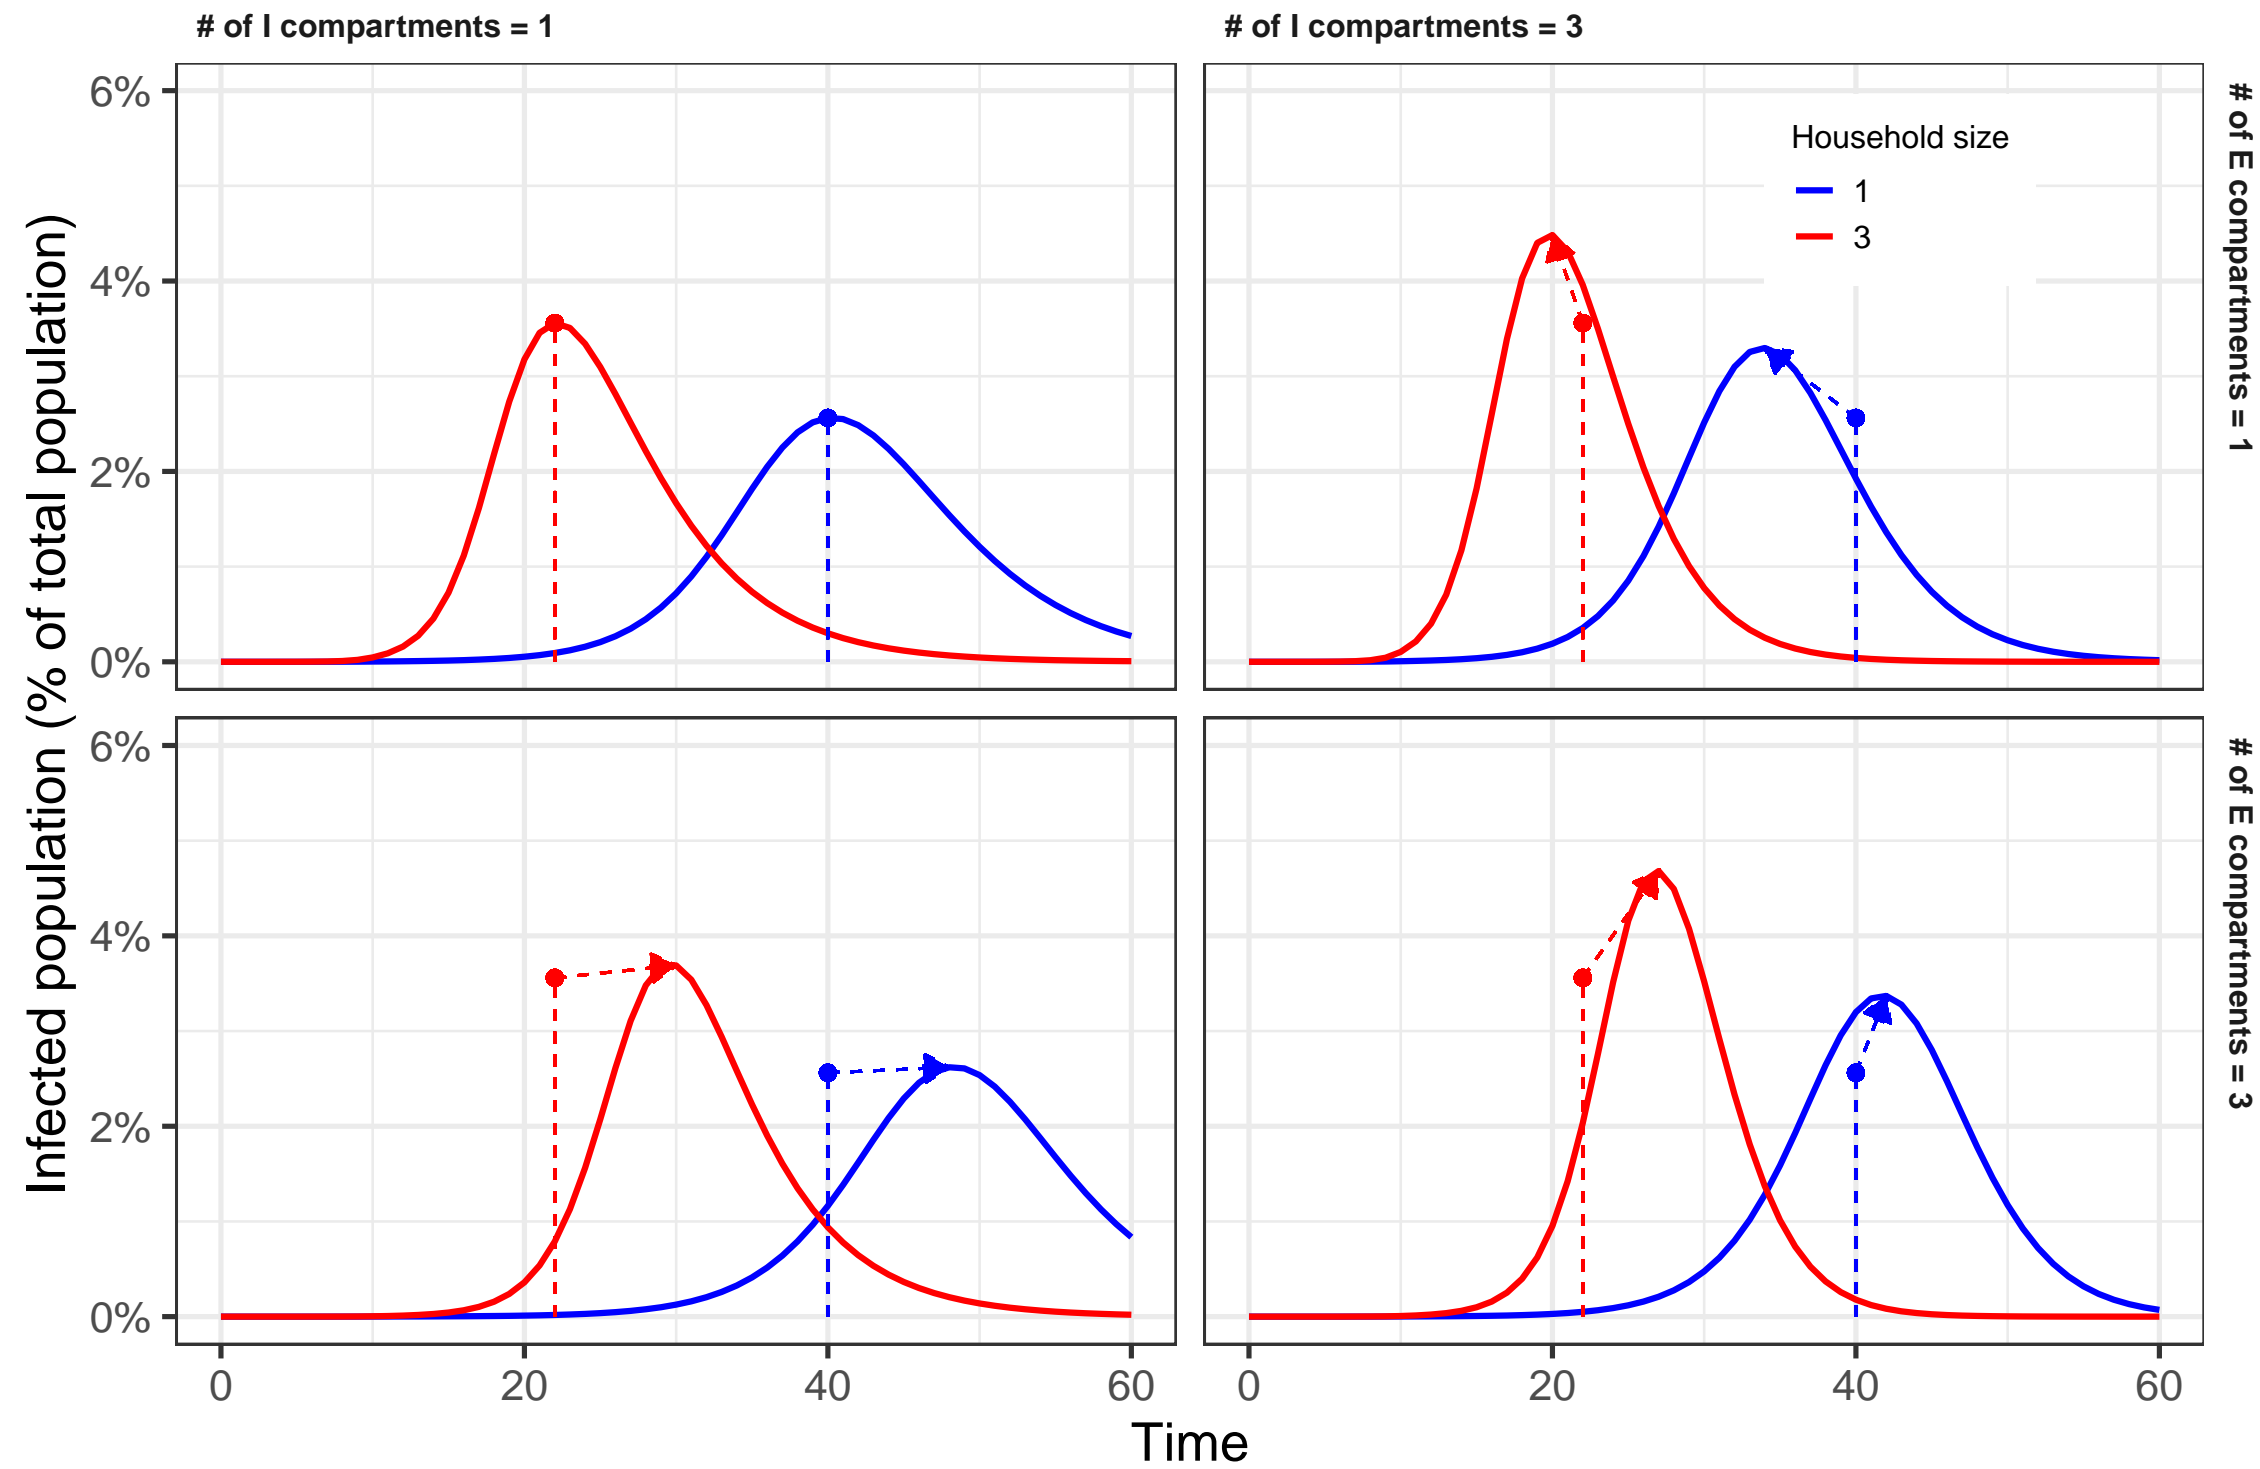 # of I compartments = 1
# of I compartments = 3
Infected population (% of total population)
6%
4%
2%
0%
Household size
1
3
# of E compartments = 1
6%
4%
2%
0%
# of E compartments = 3
0
20
40
60
0
20
40
60
Time